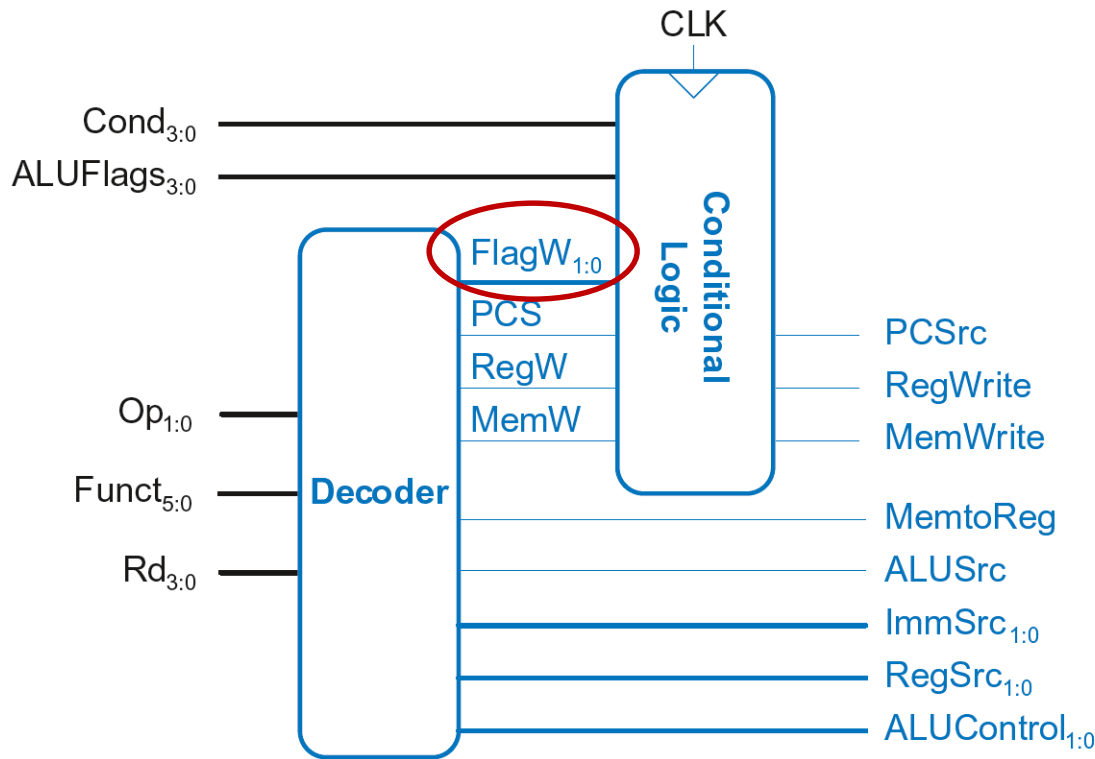 CLK
Cond3:0
ALUFlags3:0
FlagW1:0
PCS
RegW
MemW
Conditional
Logic
PCSrc
RegWrite
MemWrite
Op1:0
Funct5:0
Rd3:0
Decoder
MemtoReg
ALUSrc
ImmSrc1:0
RegSrc1:0
ALUControl1:0